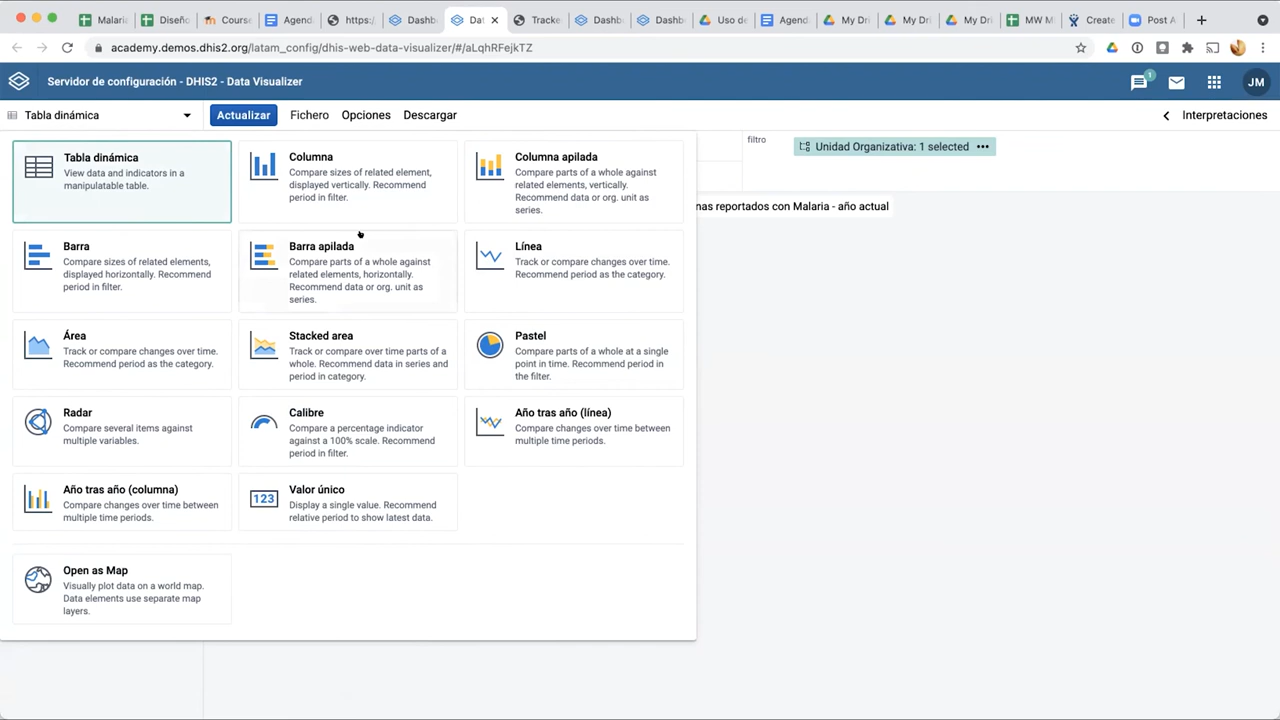 Malaria
Diseño
Course
Agend
https:/
Dashb
Dat
Tracke
Dashb
Dashb
Uso de
Agend
My Dri
My Dri
My Dri
MW M
Create
Post A
academy.demos.dhis2.org/latam_config/dhis-web-data-visualizer/#/aLqhRFejkTZ
Servidor de configuración - DHIS2 - Data Visualizer
1
JM
Tabla dinámica
Actualizar
Fichero
Opciones
Descargar
Interpretaciones
filtro
Unidad Organizativa: 1 selected
nas reportados con Malaria - año actual
Tabla dinámica
View data and indicators in a
manipulatable table.
Columna
Compare sizes of related element,
displayed vertically. Recommend
period in filter.
Columna apilada
Compare parts of a whole against
related elements, vertically.
Recommend data or org. unit as
series.
Barra
Compare sizes of related elements,
displayed horizontally. Recommend
period in filter.
Barra apilada
Compare parts of a whole against
related elements, horizontally.
Recommend data or org. unit as
series.
Línea
Track or compare changes over time.
Recommend period as the category.
Área
Track or compare changes over time.
Recommend period as the category.
Stacked area
Track or compare over time parts of a
whole. Recommend data in series and
period in category.
Pastel
Compare parts of a whole at a single
point in time. Recommend period in
the filter.
Radar
Compare several items against
multiple variables.
Calibre
Compare a percentage indicator
against a 100% scale. Recommend
period in filter.
Año tras año (línea)
Compare changes over time between
multiple time periods.
Año tras año (columna)
Compare changes over time between
multiple time periods.
123
Valor único
Display a single value. Recommend
relative period to show latest data.
Open as Map
Visually plot data on a world map.
Data elements use separate map
layers.